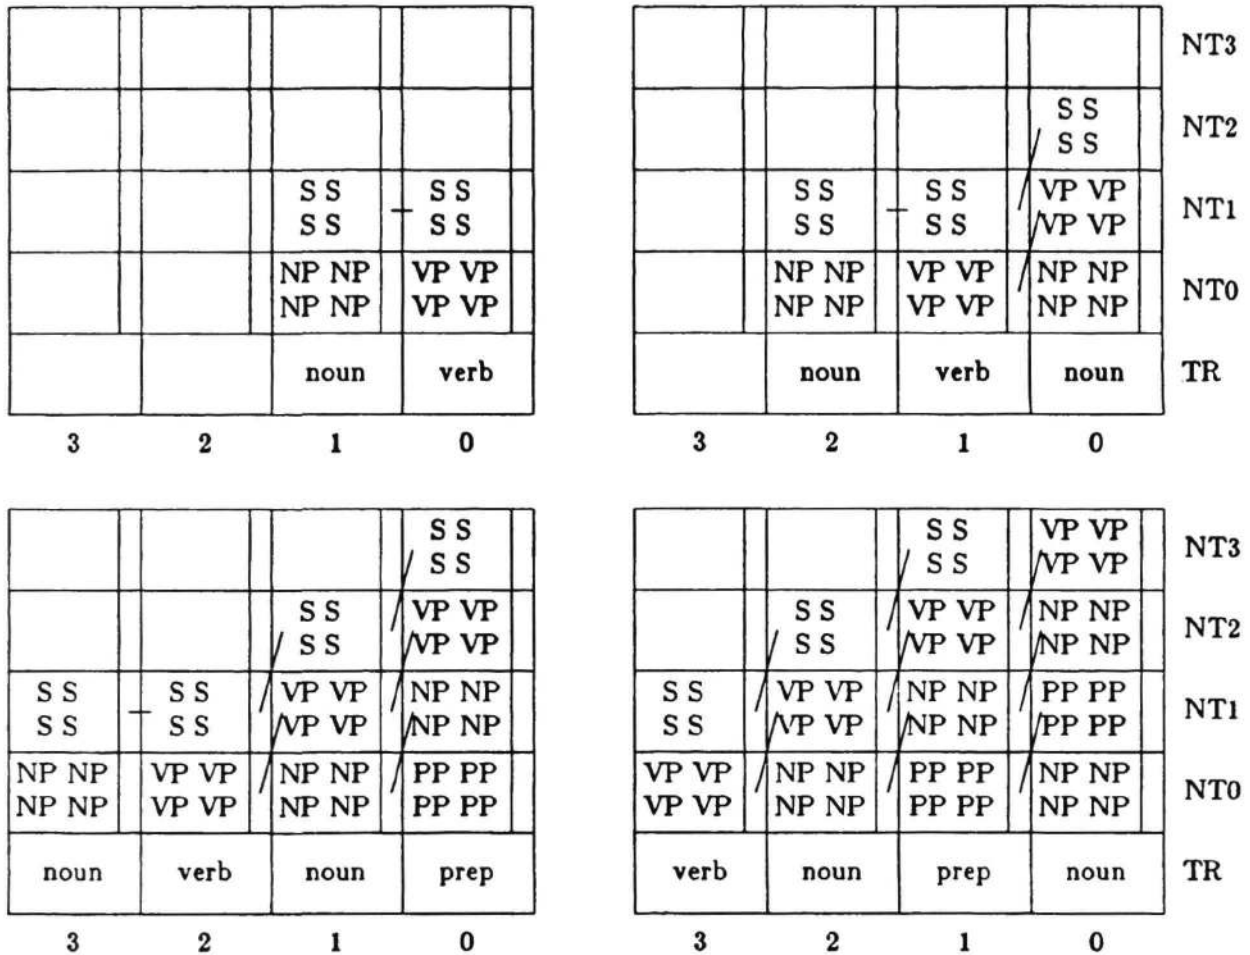 S S S S
S S S S
NP NP VP VP
NP NP VP VP
noun verb
3 2 1 0
NT3
S S
NT2
S S
S S S S VP VP
NT1
S S S S VP VP
NP NP VP VP NP NP
NT0
NP NP VP VP NP NP
noun verb noun TR
3 2 1 0
S S
S S
S S VP VP
S S VP VP
S S S S VP VP NP NP
S S S S VP VP NP NP
NP NP VP VP NP NP PP PP
NP NP VP VP NP NP PP PP
noun verb noun prep
3 2 1 0
S S VP VP
NT3
S S VP VP
S S VP VP NP NP
NT2
S S VP VP NP NP
S S VP VP NP NP PP PP
NT1
S S VP VP NP NP PP PP
VP VP NP NP PP PP NP NP
NT0
VP VP NP NP PP PP NP NP
verb noun prep noun TR
3 2 1 0